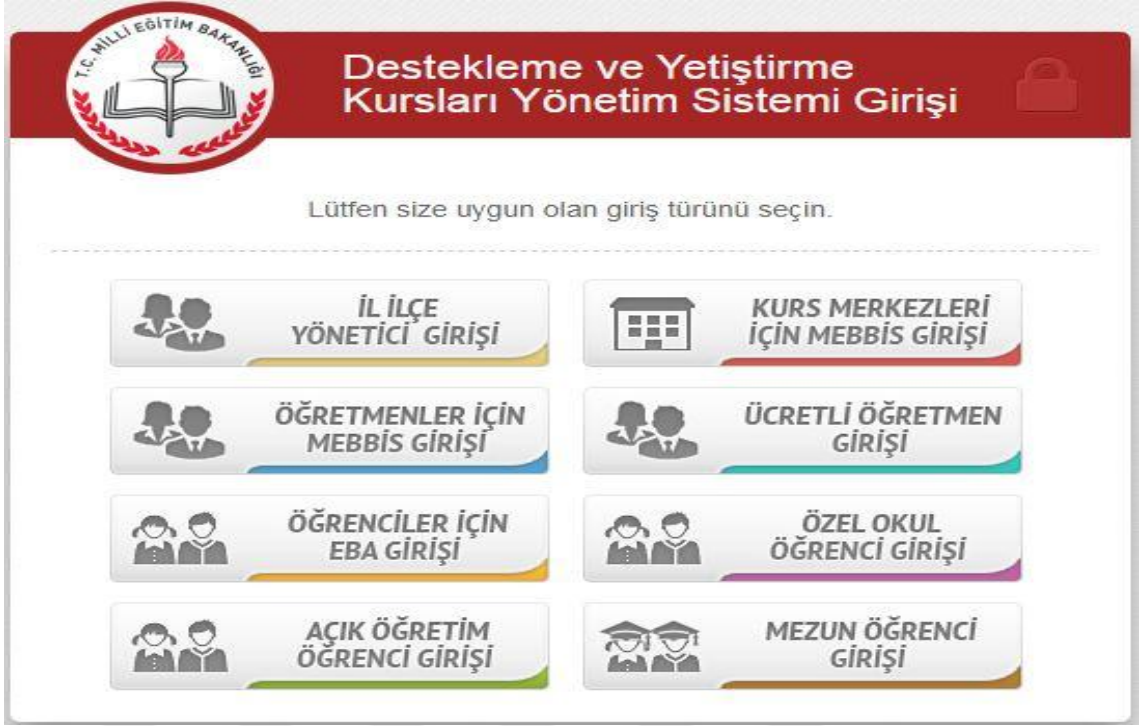 T.C. MİLLİ EĞİTİM BAKANLIĞI
Destekleme ve Yetiştirme
Kursları Yönetim Sistemi Girişi
Lütfen size uygun olan giriş türünü seçin.
İL İLÇE
YÖNETİCİ GİRİŞİ
KURS MERKEZLERİ
İÇİN MEBBİS GİRİŞİ
ÖĞRETMENLER İÇİN
MEBBİS GİRİŞİ
ÜCRETLİ ÖĞRETMEN
GİRİŞİ
ÖĞRENCİLER İÇİN
EBA GİRİŞİ
ÖZEL OKUL
ÖĞRENCİ GİRİŞİ
AÇIK ÖĞRETİM
ÖĞRENCİ GİRİŞİ
MEZUN ÖĞRENCİ
GİRİŞİ